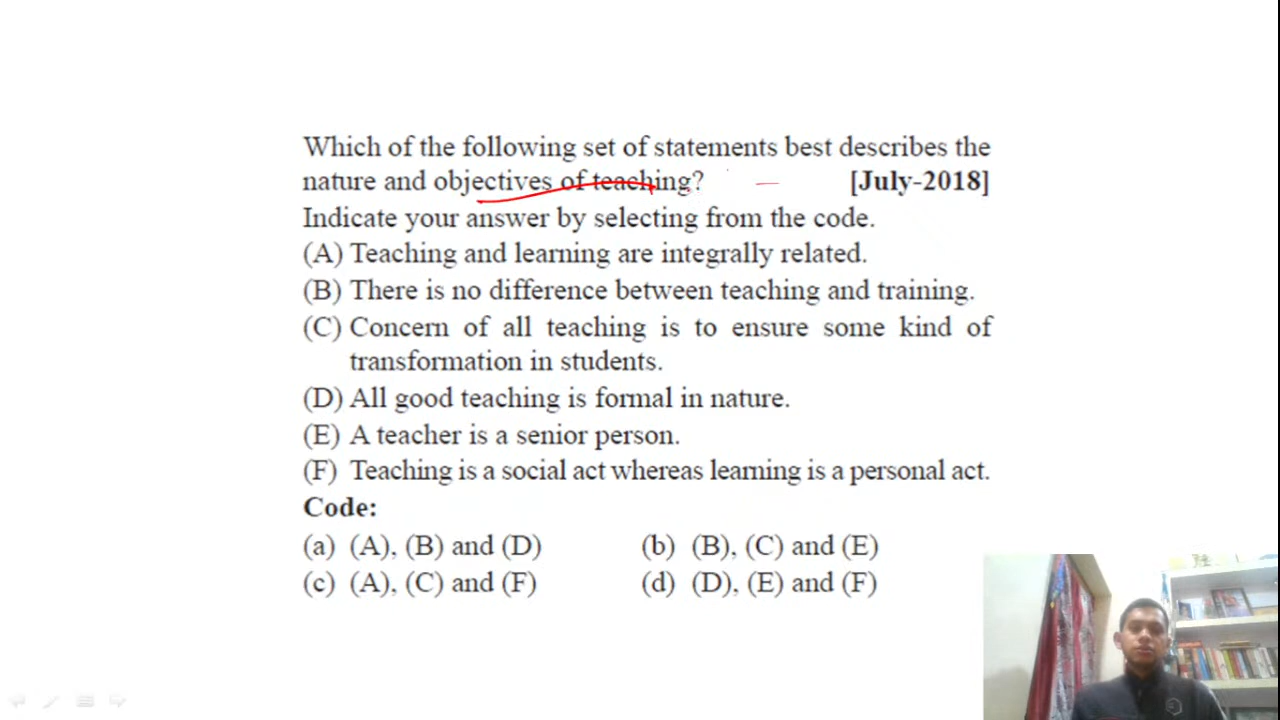 Which of the following set of statements best describes the
nature and objectives of teaching? [July-2018]
Indicate your answer by selecting from the code.
(A) Teaching and learning are integrally related.
(B) There is no difference between teaching and training.
(C) Concern of all teaching is to ensure some kind of
transformation in students.
(D) All good teaching is formal in nature.
(E) A teacher is a senior person.
(F) Teaching is a social act whereas learning is a personal act.
Code:
(a) (A), (B) and (D) (b) (B), (C) and (E)
(c) (A), (C) and (F) (d) (D), (E) and (F)